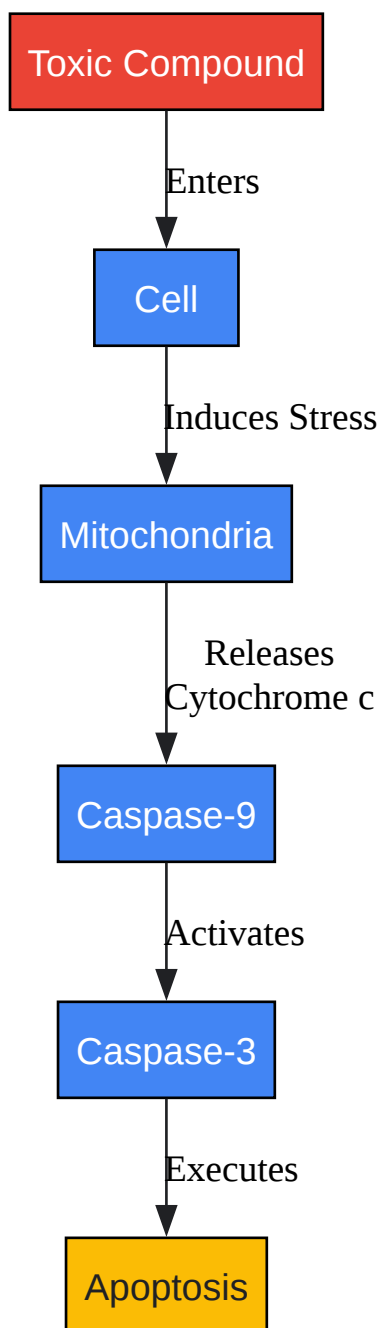 Toxic Compound
Enters
Cell
Induces Stress
Mitochondria
Releases
Cytochrome c
Caspase-9
Activates
Caspase-3
Executes
Apoptosis